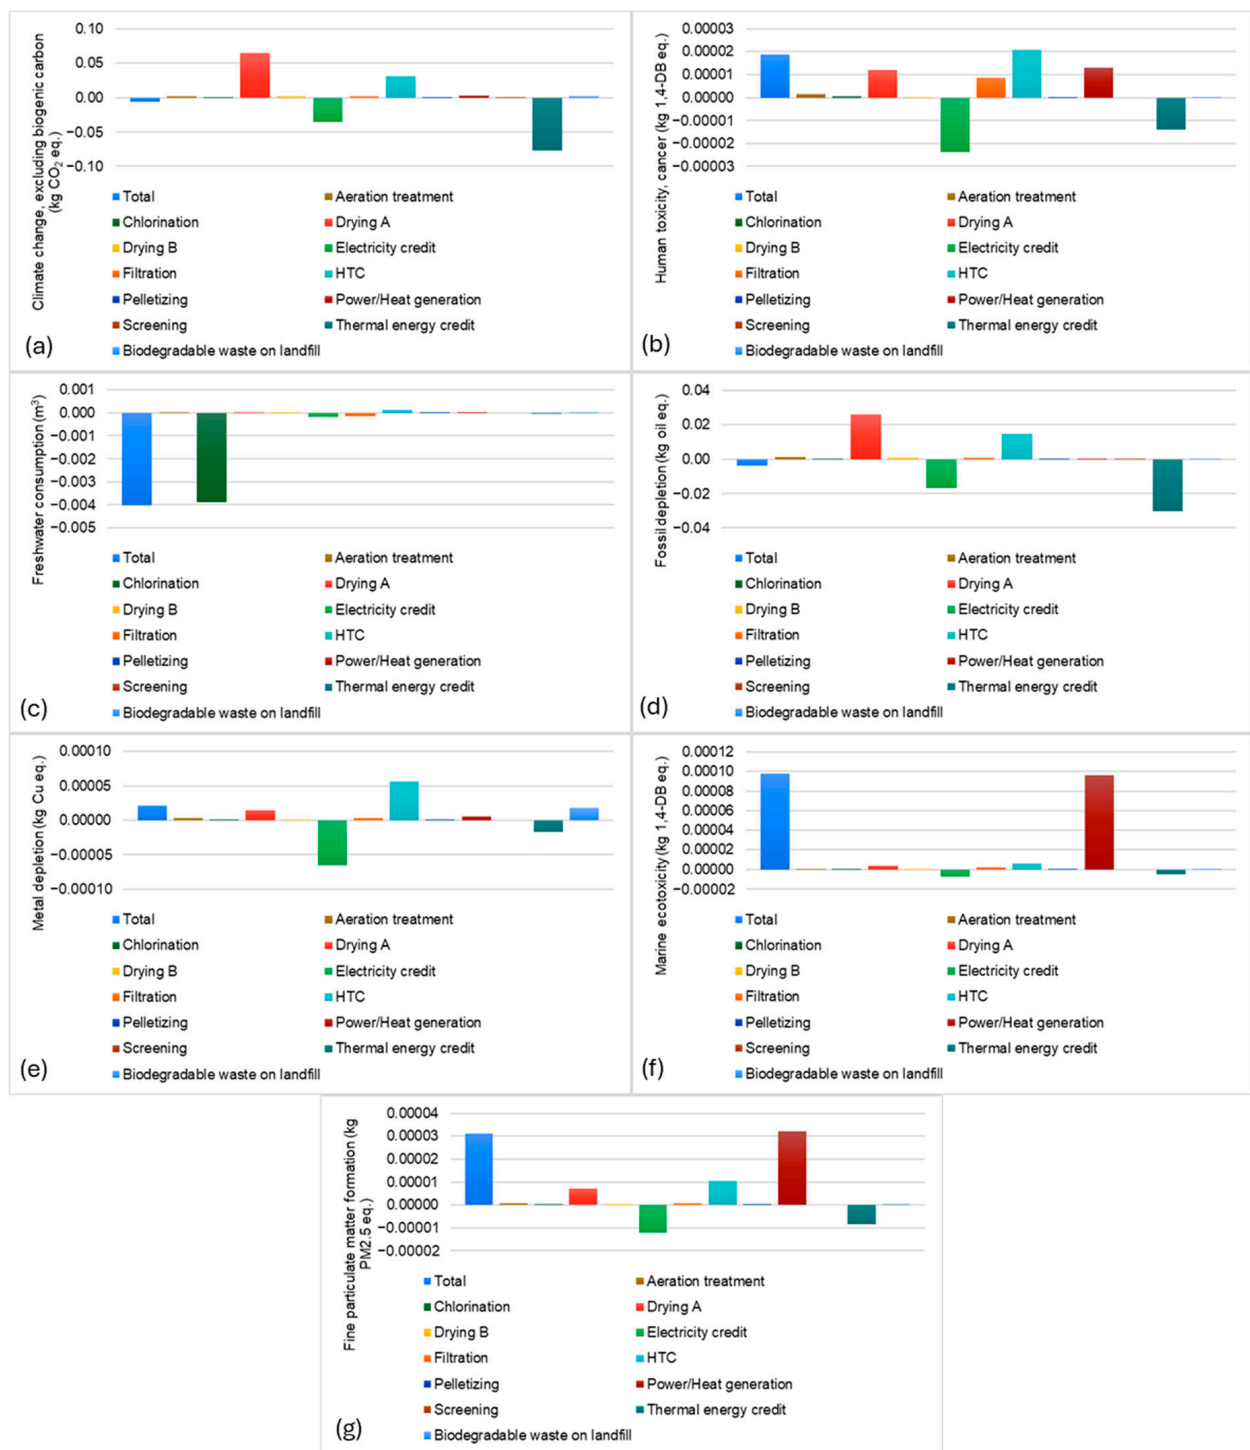 Climate change, excluding biogenic carbon
(kg CO₂ eq.)
0.10
0.05
0.00
−0.05
−0.10
Total
Aeration treatment
Chlorination
Drying A
Drying B
Electricity credit
Filtration
HTC
Pelletizing
Power/Heat generation
Screening
Thermal energy credit
Biodegradable waste on landfill
(a)
Human toxicity, cancer (kg 1,4-DB eq.)
0.00003
0.00002
0.00001
0.00000
−0.00001
−0.00002
−0.00003
Total
Aeration treatment
Chlorination
Drying A
Drying B
Electricity credit
Filtration
HTC
Pelletizing
Power/Heat generation
Screening
Thermal energy credit
Biodegradable waste on landfill
(b)
Freshwater consumption (m³)
0.001
0.000
−0.001
−0.002
−0.003
−0.004
−0.005
Total
Aeration treatment
Chlorination
Drying A
Drying B
Electricity credit
Filtration
HTC
Pelletizing
Power/Heat generation
Screening
Thermal energy credit
Biodegradable waste on landfill
(c)
Fossil depletion (kg oil eq.)
0.04
0.02
0.00
−0.02
−0.04
Total
Aeration treatment
Chlorination
Drying A
Drying B
Electricity credit
Filtration
HTC
Pelletizing
Power/Heat generation
Screening
Thermal energy credit
Biodegradable waste on landfill
(d)
Metal depletion (kg Cu eq.)
0.00010
0.00005
0.00000
−0.00005
−0.00010
Total
Aeration treatment
Chlorination
Drying A
Drying B
Electricity credit
Filtration
HTC
Pelletizing
Power/Heat generation
Screening
Thermal energy credit
Biodegradable waste on landfill
(e)
Marine ecotoxicity (kg 1,4-DB eq.)
0.00012
0.00010
0.00008
0.00006
0.00004
0.00002
0.00000
−0.00002
Total
Aeration treatment
Chlorination
Drying A
Drying B
Electricity credit
Filtration
HTC
Pelletizing
Power/Heat generation
Screening
Thermal energy credit
Biodegradable waste on landfill
(f)
Fine particulate matter formation (kg
PM2.5 eq.)
0.00004
0.00003
0.00002
0.00001
0.00000
−0.00001
−0.00002
Total
Aeration treatment
Chlorination
Drying A
Drying B
Electricity credit
Filtration
HTC
Pelletizing
Power/Heat generation
Screening
Thermal energy credit
Biodegradable waste on landfill
(g)